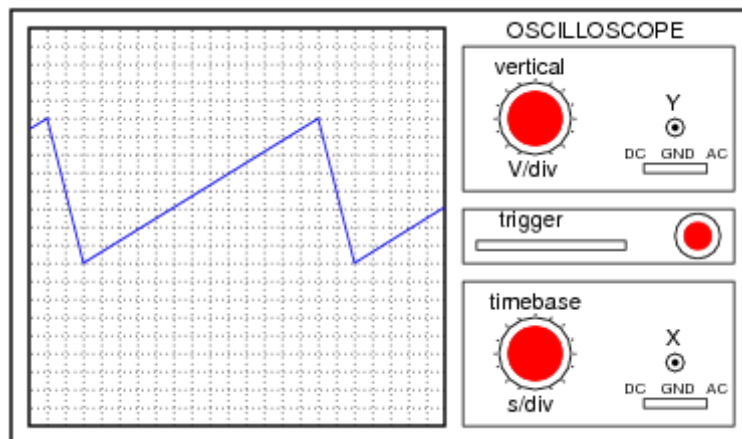 OSCILLOSCOPE
vertical
Y
DC GND AC
V/div
trigger
timebase
X
DC GND AC
s/div